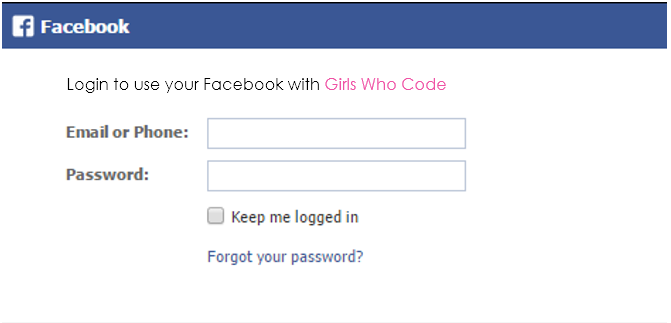 Facebook
Login to use your Facebook with Girls Who Code
Email or Phone:
Password:
Keep me logged in
Forgot your password?